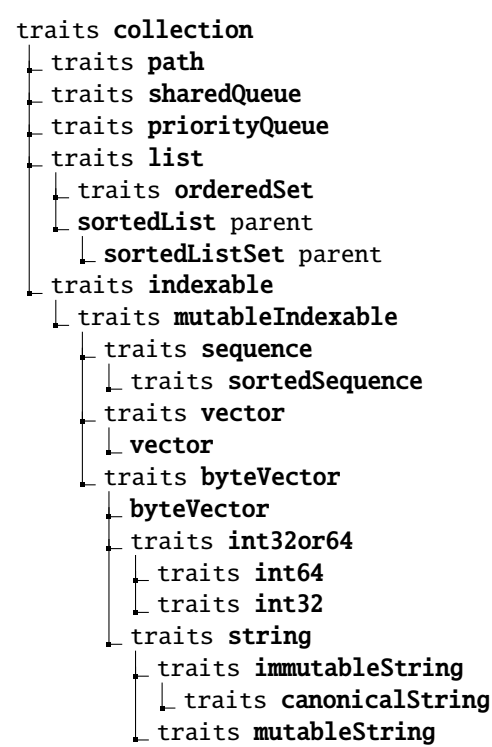 traits collection
traits path
traits sharedQueue
traits priorityQueue
traits list
traits orderedSet
sortedList parent
sortedListSet parent
traits indexable
traits mutableIndexable
traits sequence
traits sortedSequence
traits vector
vector
traits byteVector
byteVector
traits int32or64
traits int64
traits int32
traits string
traits immutableString
traits canonicalString
traits mutableString